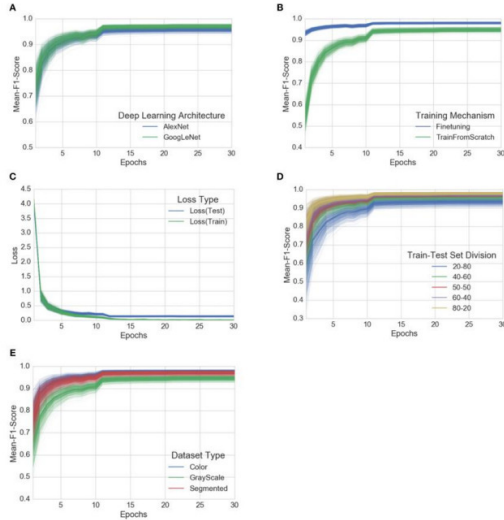 A
Mean-F1-Score
1.0
0.9
0.8
0.7
0.6
0.5
Deep Learning Architecture
AlexNet
GoogLeNet
5 10 15 20 25 30
Epochs
B
Mean-F1-Score
1.0
0.9
0.8
0.7
0.6
0.5
0.4
Training Mechanism
Finetuning
TrainFromScratch
5 10 15 20 25 30
Epochs
C
Loss
4.5
4.0
3.5
3.0
2.5
2.0
1.5
1.0
0.5
0.0
Loss Type
Loss(Test)
Loss(Train)
5 10 15 20 25 30
Epochs
D
Mean-F1-Score
1.0
0.9
0.8
0.7
0.6
0.5
0.4
0.3
Train-Test Set Division
20-80
40-60
50-50
60-40
80-20
5 10 15 20 25 30
Epochs
E
Mean-F1-Score
1.0
0.9
0.8
0.7
0.6
0.5
0.4
Dataset Type
Color
GrayScale
Segmented
5 10 15 20 25 30
Epochs